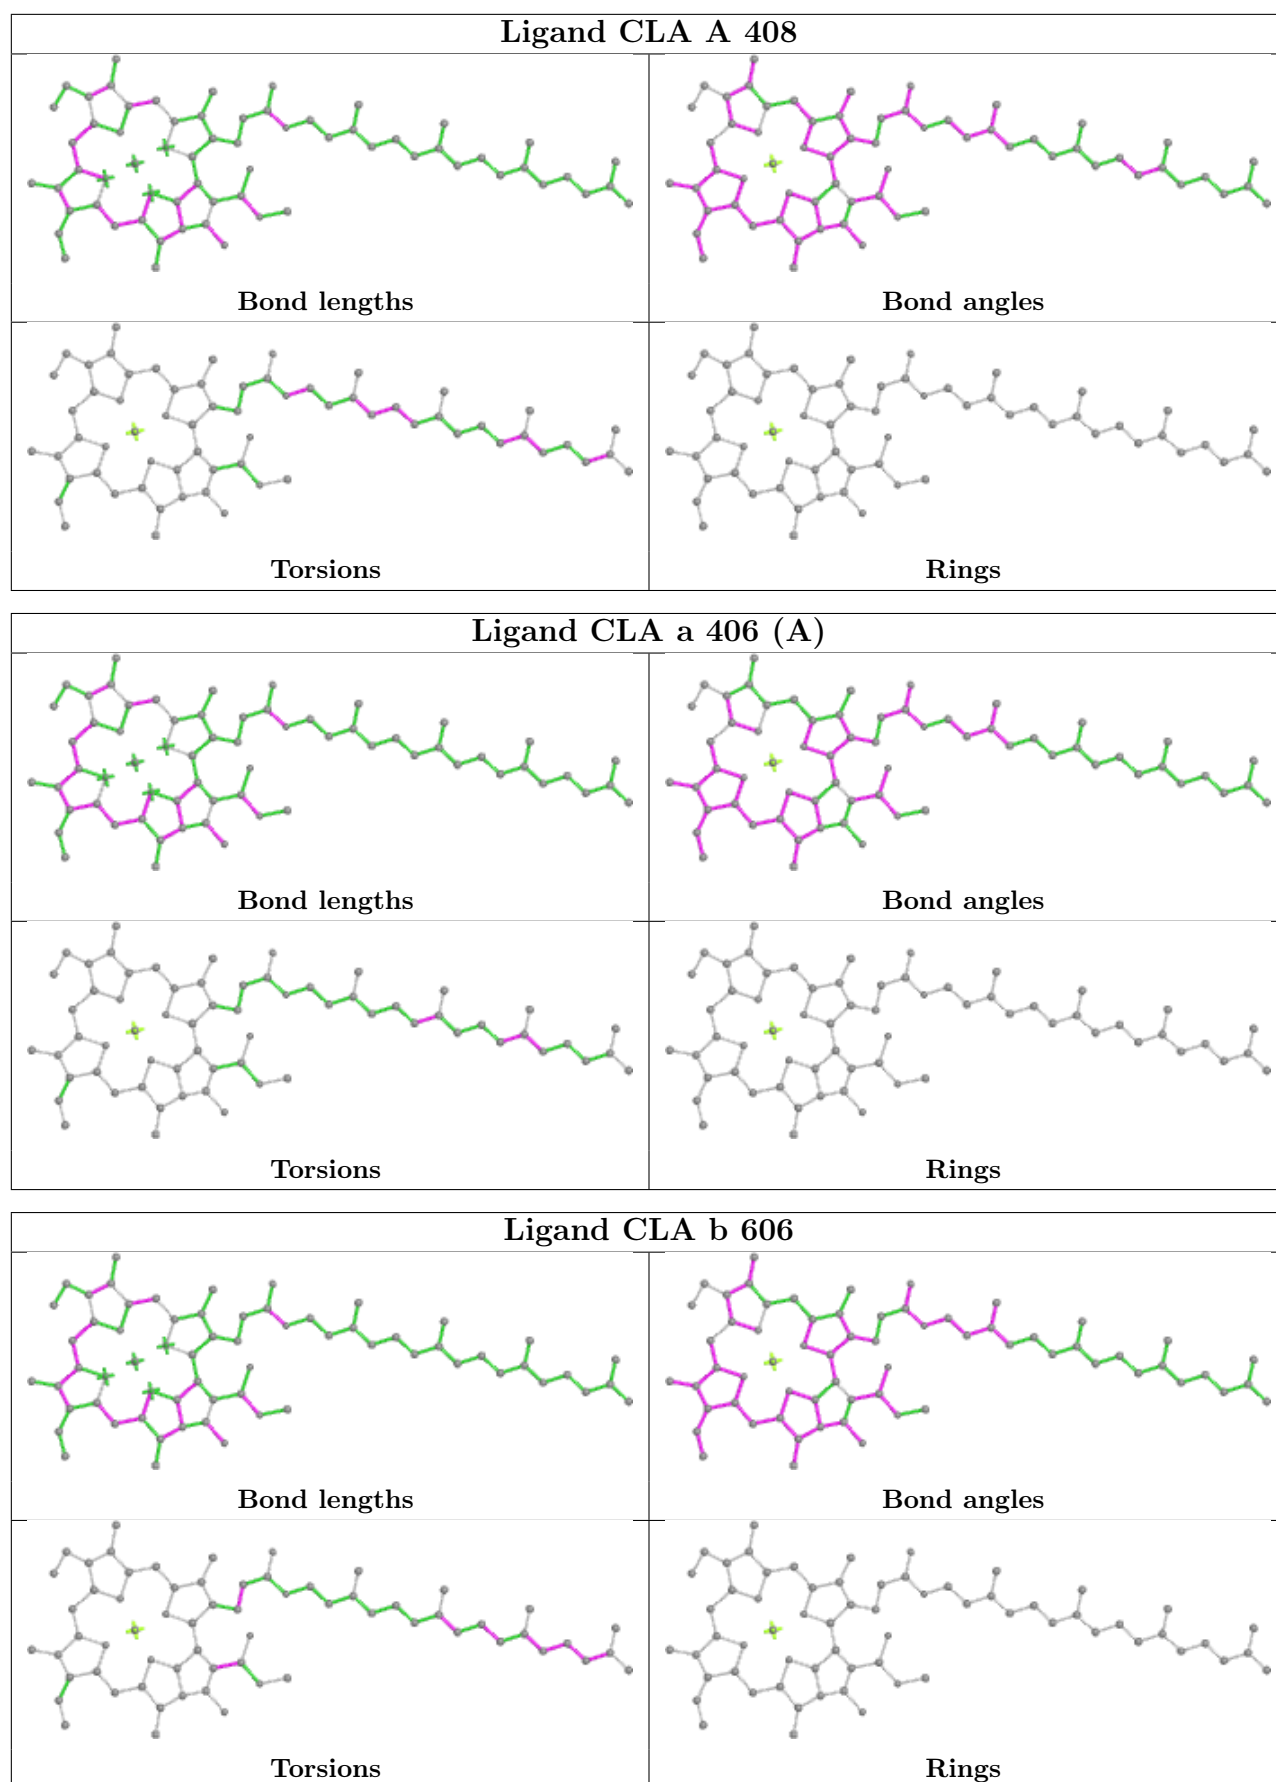 Ligand CLA A 408
Bond lengths
Bond angles
Torsions
Rings
Ligand CLA a 406 (A)
Bond lengths
Bond angles
Torsions
Rings
Ligand CLA b 606
Bond lengths
Bond angles
Torsions
Rings